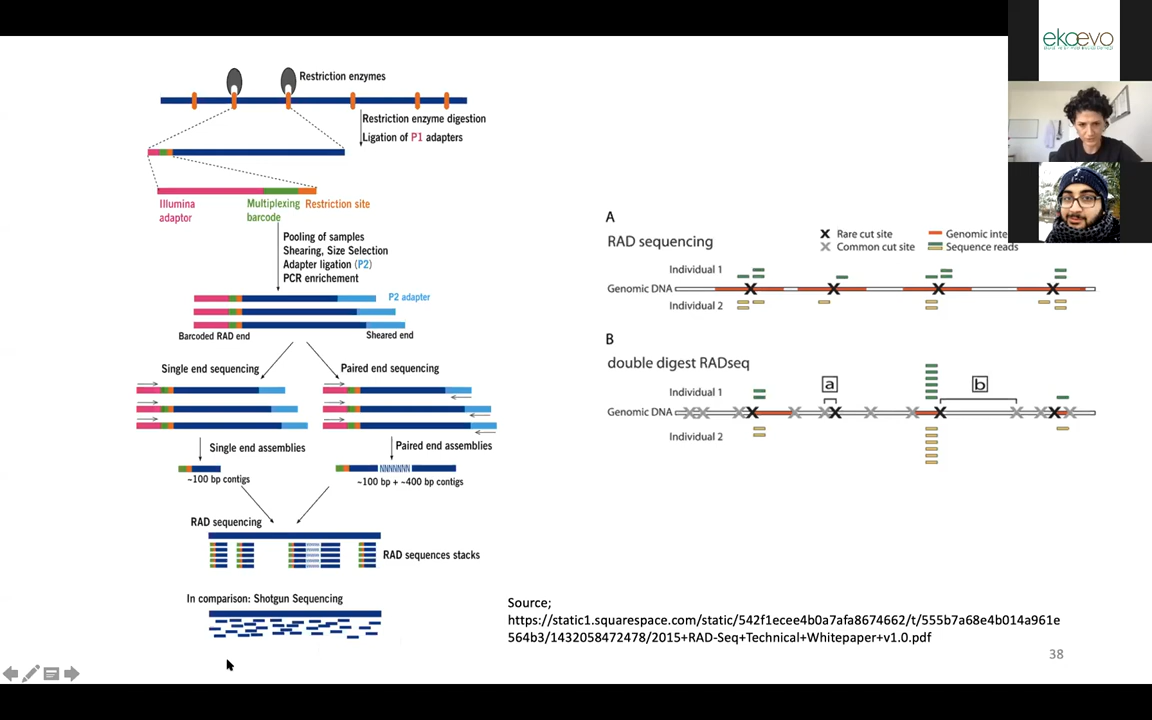 ekoevo
Restriction enzymes
Restriction enzyme digestion
Ligation of P1 adapters
Illumina
adaptor
Multiplexing
barcode
Restriction site
Pooling of samples
Shearing, Size Selection
Adapter ligation (P2)
PCR enrichement
P2 adapter
Barcoded RAD end
Sheared end
Single end sequencing
Paired end sequencing
Single end assemblies
Paired end assemblies
NNNNNNN
~100 bp contigs
~100 bp + ~400 bp contigs
RAD sequencing
RAD sequences stacks
In comparison: Shotgun Sequencing
A
RAD sequencing
Rare cut site
Common cut site
Genomic inte
Sequence reads
Individual 1
Genomic DNA
Individual 2
B
double digest RADseq
a
b
Individual 1
Genomic DNA
Individual 2
Source;
https://static1.squarespace.com/static/542f1ecee4b0a7afa8674662/t/555b7a68e4b014a961e
564b3/1432058472478/2015+RAD-Seq+Technical+Whitepaper+v1.0.pdf
38